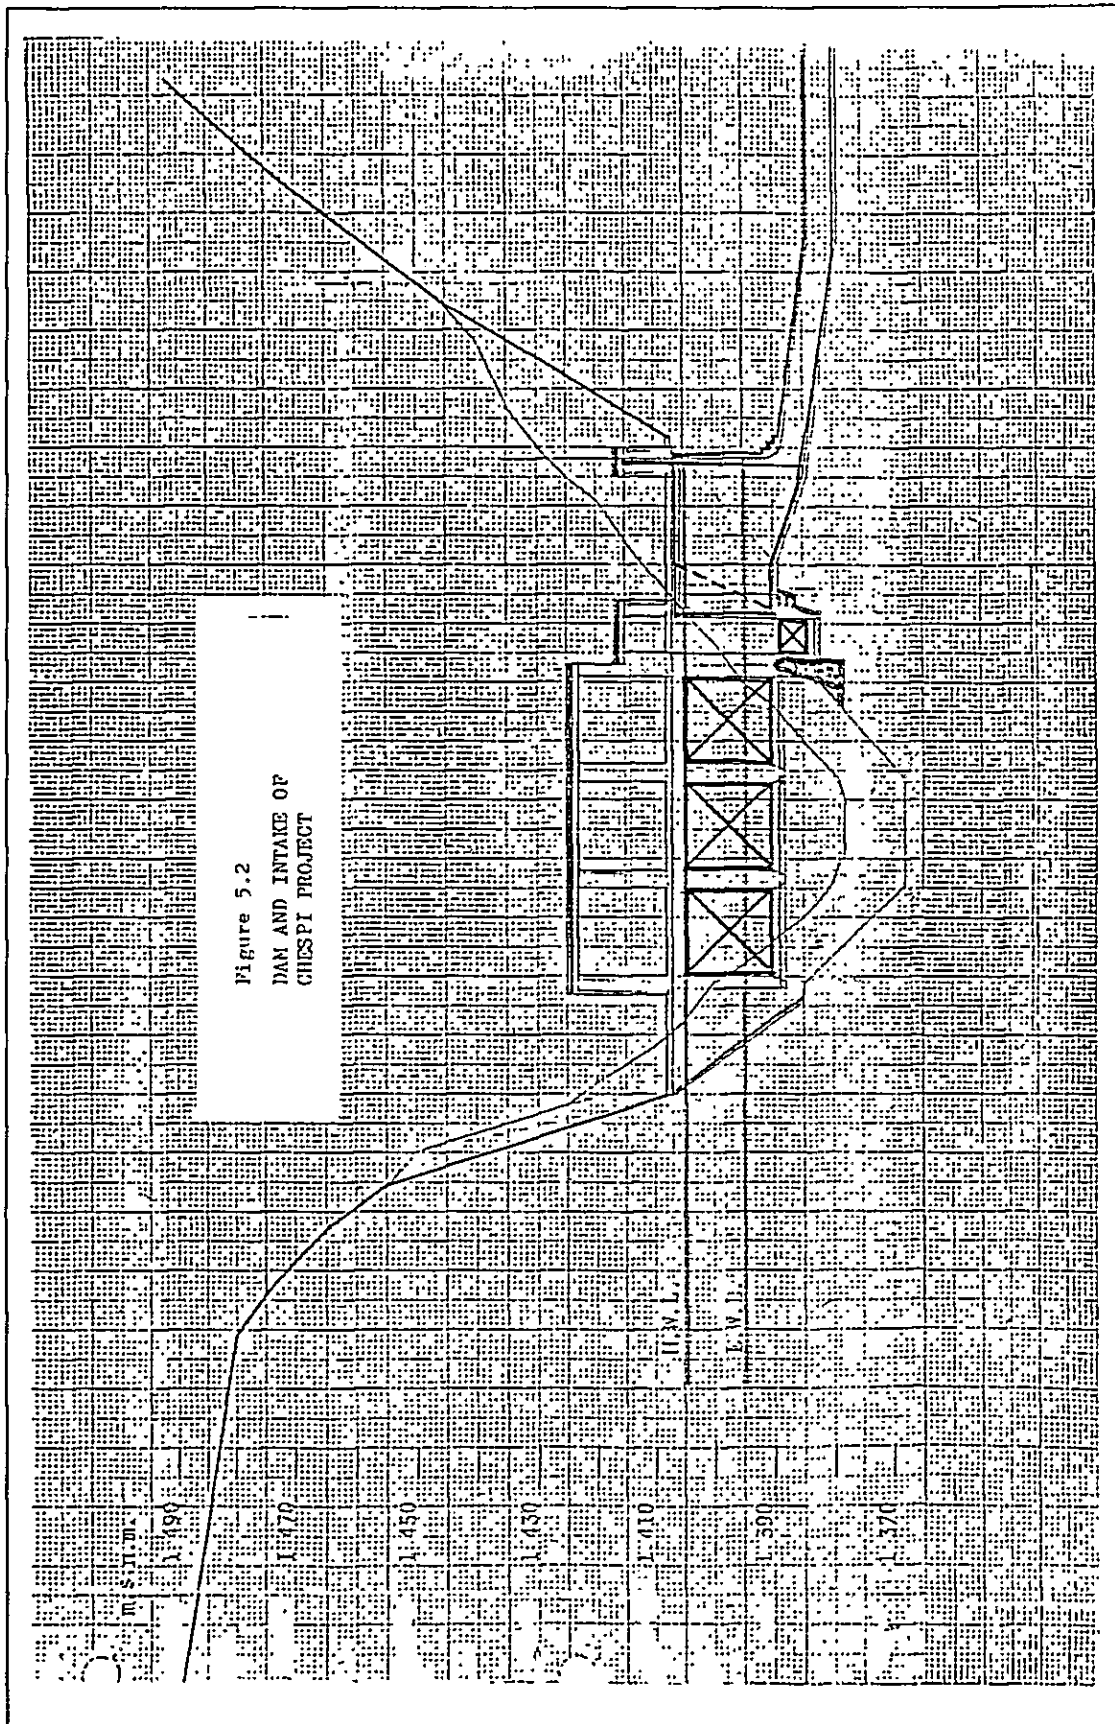 Figure 5.2
DAM AND INTAKE OF
CHESPI PROJECT
m.s.n.m.
1.490
1.470
1.450
1.430
1.410
1.390
1.370
H.W.L.
L.W.L.